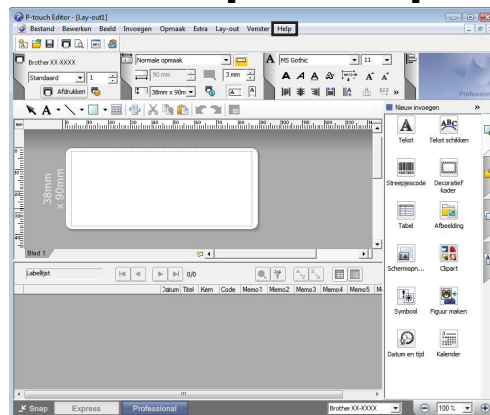 P-touch Editor - [Lay-out1]
Bestand Bewerken Beeld Invoegen Opmaak Extra Lay-out Venster Help
Brother XX-XXXX
Standaard 1
Afdrukken
Normale opmaak
90 mm 3 mm
38mm x 90mm
A MS Gothic 11
Professional
A
Nieuw invoegen
38mm
x 90mm
Blad 1
Tekst Tekst schikken
Streepjescode Decoratief kader
Tabel Afbeelding
Schermopn... Clipart
Symbool Figuur maken
Datum en tijd Kalender
Labellijst 0/0
Datum Titel Kern Code Memo1 Memo2 Memo3 Memo4 Memo5
Snap Express Professional Brother XX-XXXX 100 %